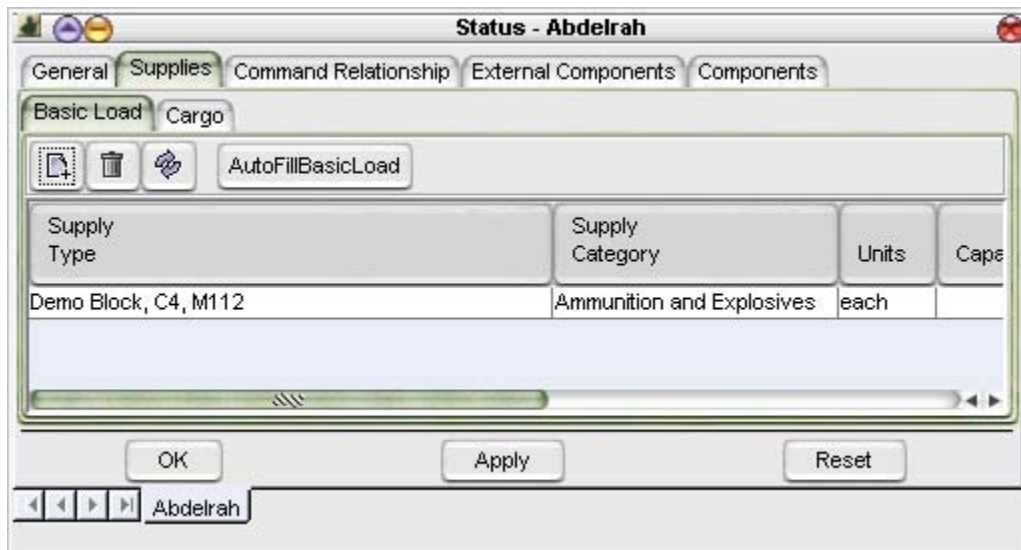 Status - Abdelrah
General Supplies Command Relationship External Components Components
Basic Load Cargo
AutoFillBasicLoad
Supply Type Supply Category Units Capa
Demo Block, C4, M112 Ammunition and Explosives each
OK Apply Reset
Abdelrah